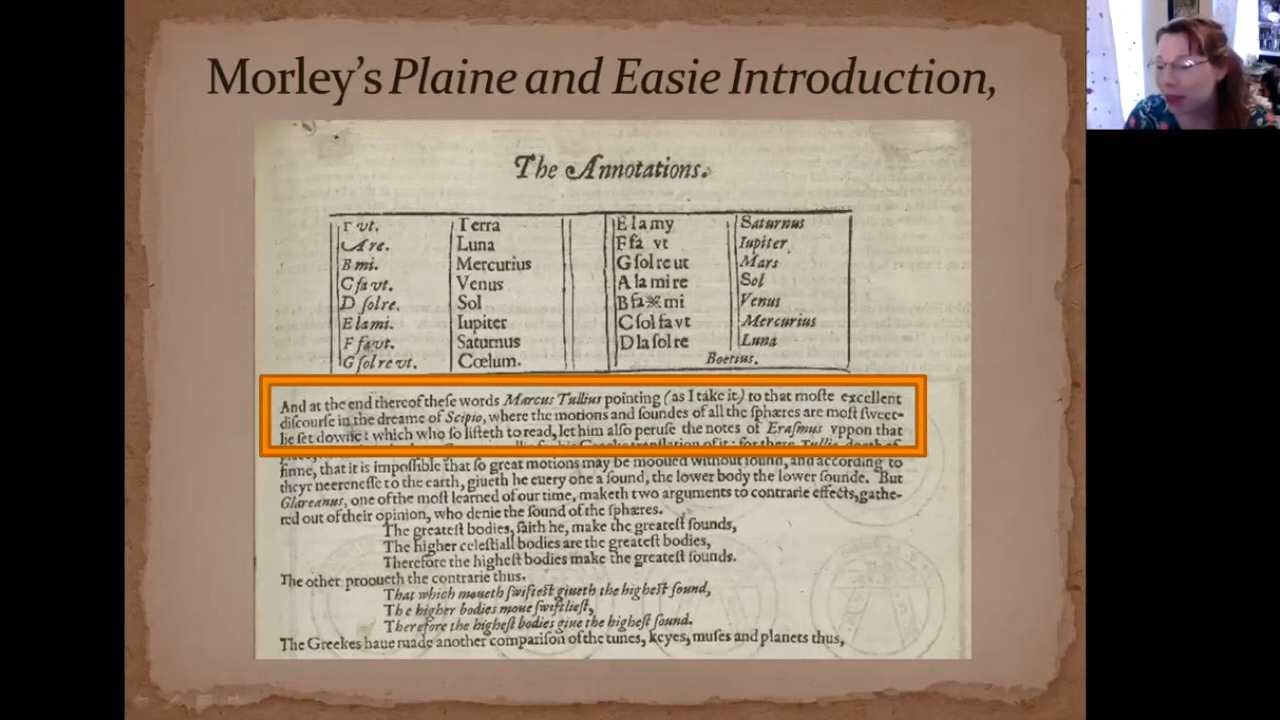 Morley's Plaine and Easie Introduction,
The Annotations.
Γ vt. Terra E la my Saturnus
A re. Luna F fa vt Iupiter
B mi. Mercurius G ſol re ut Mars
C fa vt. Venus A la mi re Sol
D ſolre. Sol B fa mi Venus
E lami. Iupiter C ſol fa vt Mercurius
F fa vt. Saturnus D la ſol re Luna
G ſol re vt. Cœlum. Boetius.
And at the end thereof theſe words Marcus Tullius pointing (as I take it) to that moſte excellent
diſcourſe in the dreame of Scipio, where the motions and ſoundes of all the ſphæres are moſt ſweet-
lie ſet downe: which who ſo liſteth to read, let him alſo peruſe the notes of Eraſmus vppon that
tranſlation of it: for there Tullie doeth
firme, that it is impoſſible that ſo great motions may be mooued without ſound, and according to
theyr neereneſſe to the earth, giueth he euery one a ſound, the lower body the lower ſounde. But
Glareanus, one of the moſt learned of our time, maketh two arguments to contrarie effects, gathe-
red out of their opinion, who denie the ſound of the ſphæres.
The greateſt bodies, ſaith he, make the greateſt ſounds,
The higher celeſtiall bodies are the greateſt bodies,
Therefore the higheſt bodies make the greateſt ſounds.
The other prooueth the contrarie thus.
That which moueth ſwifteſt giueth the higheſt ſound,
The higher bodies moue ſwiftlieſt,
Therefore the higheſt bodies giue the higheſt ſound.
The Greekes haue made another compariſon of the tunes, keyes, muſes and planets thus,